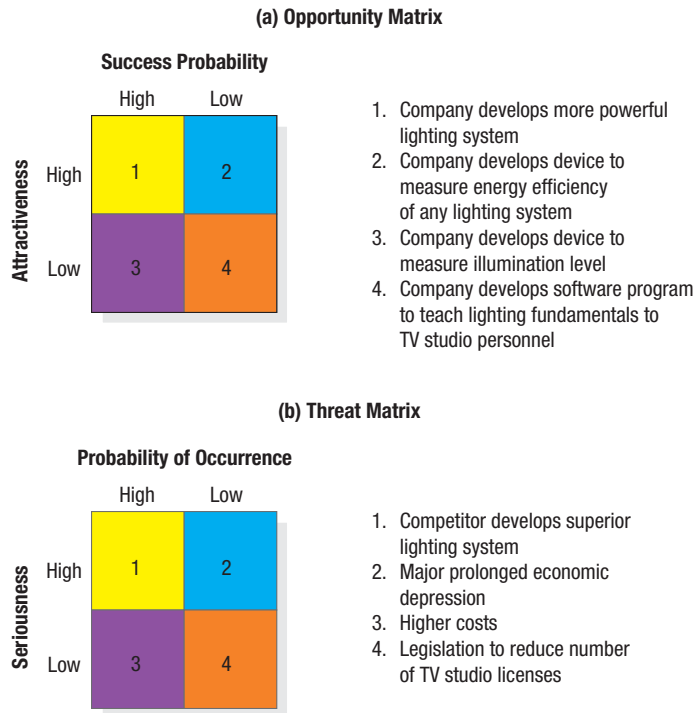 (a) Opportunity Matrix
Success Probability
High Low
Attractiveness
High 1 2
Low 3 4
1. Company develops more powerful
lighting system
2. Company develops device to
measure energy efficiency
of any lighting system
3. Company develops device to
measure illumination level
4. Company develops software program
to teach lighting fundamentals to
TV studio personnel
(b) Threat Matrix
Probability of Occurrence
High Low
Seriousness
High 1 2
Low 3 4
1. Competitor develops superior
lighting system
2. Major prolonged economic
depression
3. Higher costs
4. Legislation to reduce number
of TV studio licenses